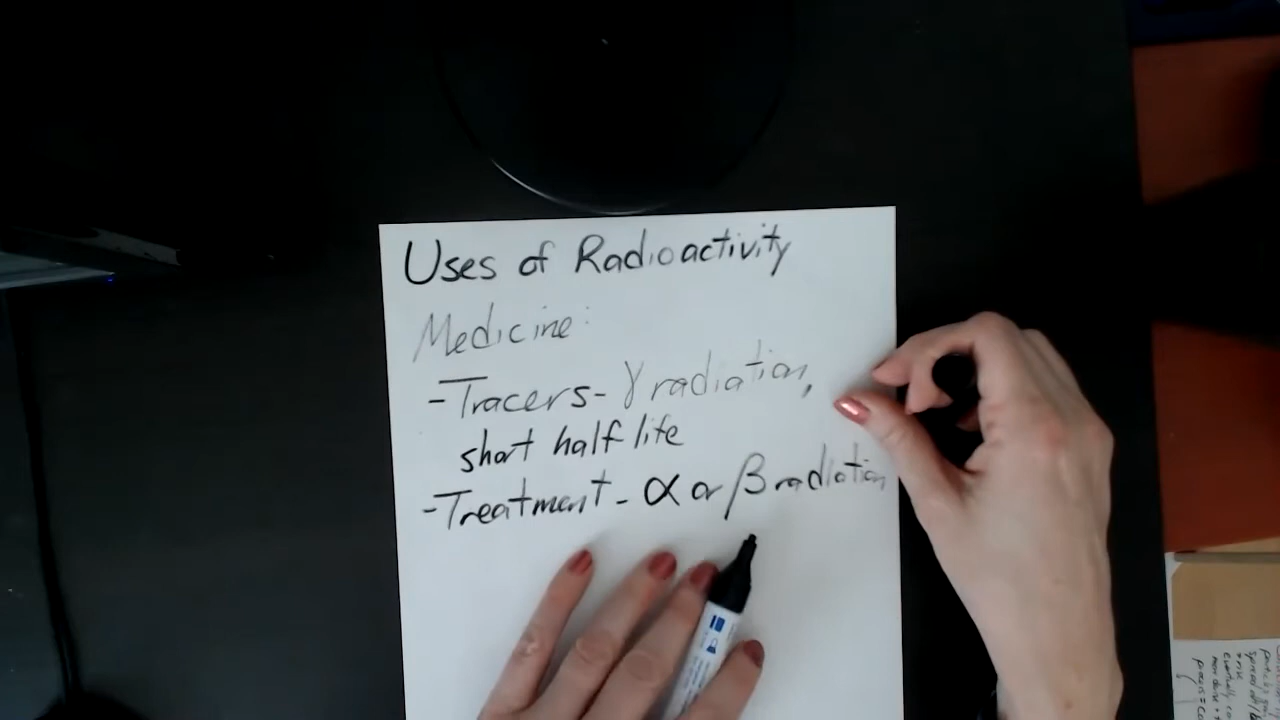 Uses of Radioactivity
Medicine:
-Tracers- γ radiation,
short half life
-Treatment- α or β radiation